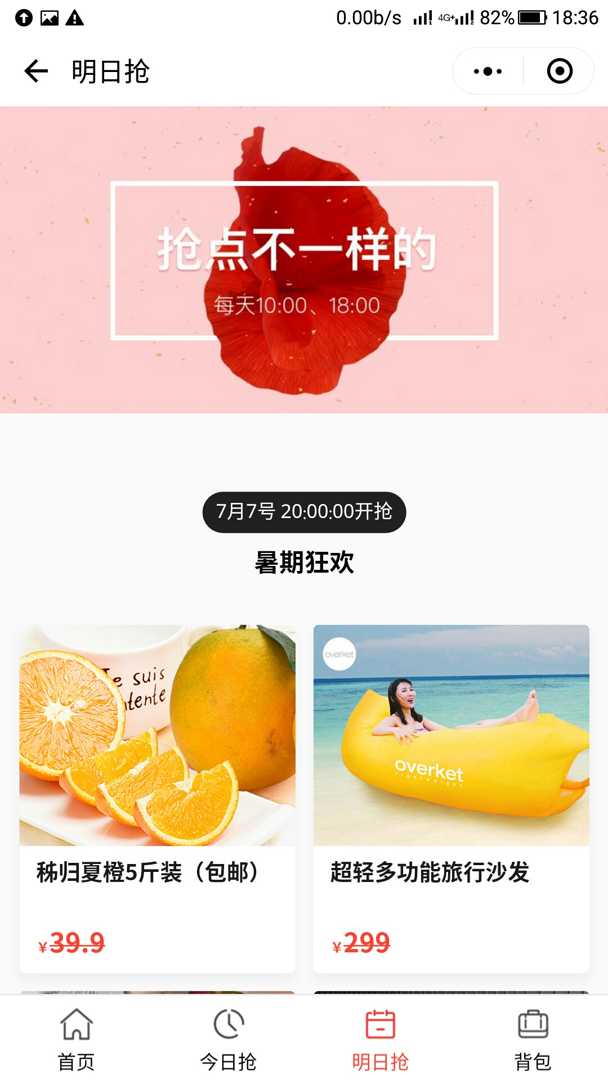 0.00b/s 4G+ 82% 18:36
明日抢
抢点不一样的
每天10:00、18:00
7月7号 20:00:00开抢
暑期狂欢
Je suis
overket
overket
秭归夏橙5斤装（包邮）
超轻多功能旅行沙发
¥39.9
¥299
首页
今日抢
明日抢
背包